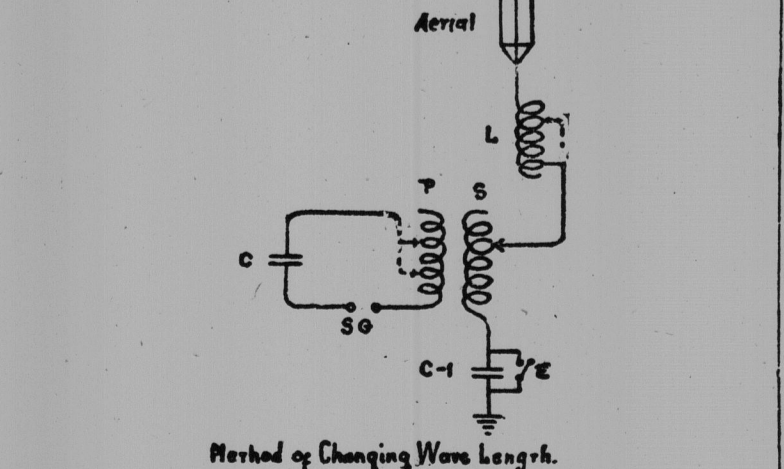 Aerial
L
P S
C
SG
C-1 E
Method of Changing Wave Length.